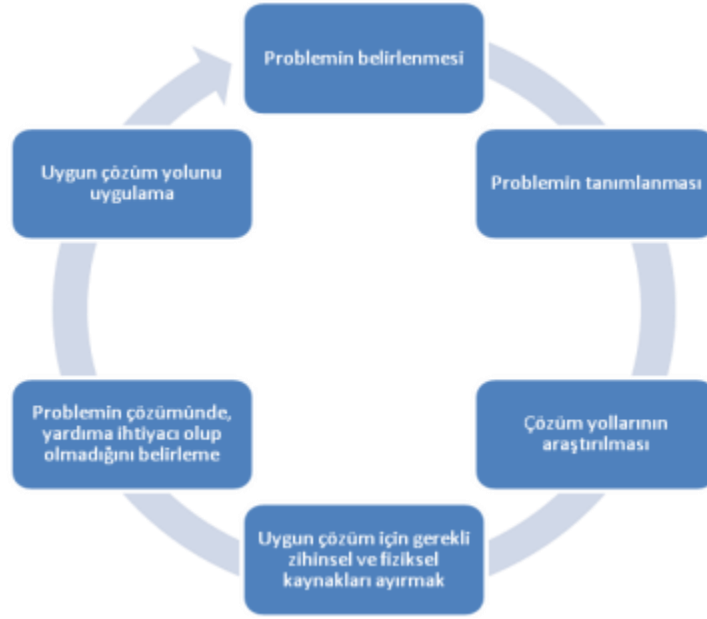 Problemin belirlenmesi
Problemin tanımlanması
Çözüm yollarının
araştırılması
Uygun çözüm için gerekli
zihinsel ve fiziksel
kaynakları ayırmak
Problemin çözümünde,
yardıma ihtiyacı olup
olmadığını belirleme
Uygun çözüm yolunu
uygulama